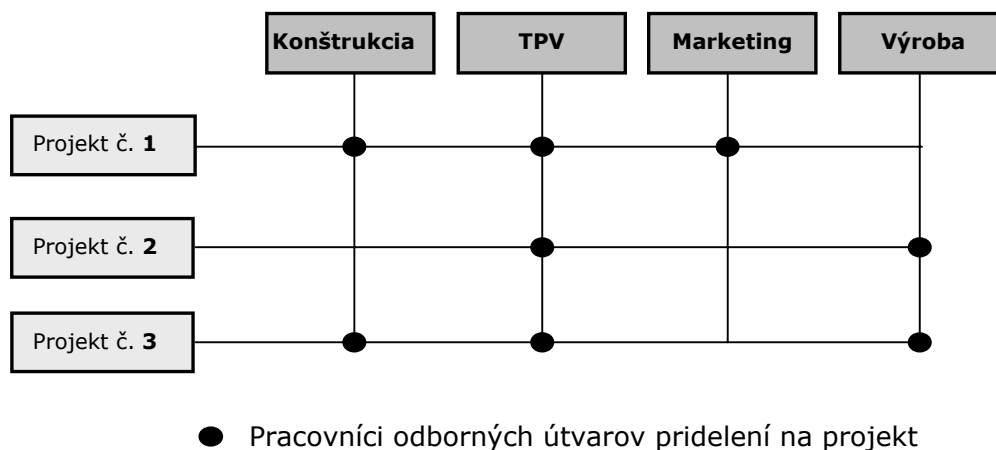 Konštrukcia TPV Marketing Výroba
Projekt č. 1
Projekt č. 2
Projekt č. 3
Pracovníci odborných útvarov pridelení na projekt